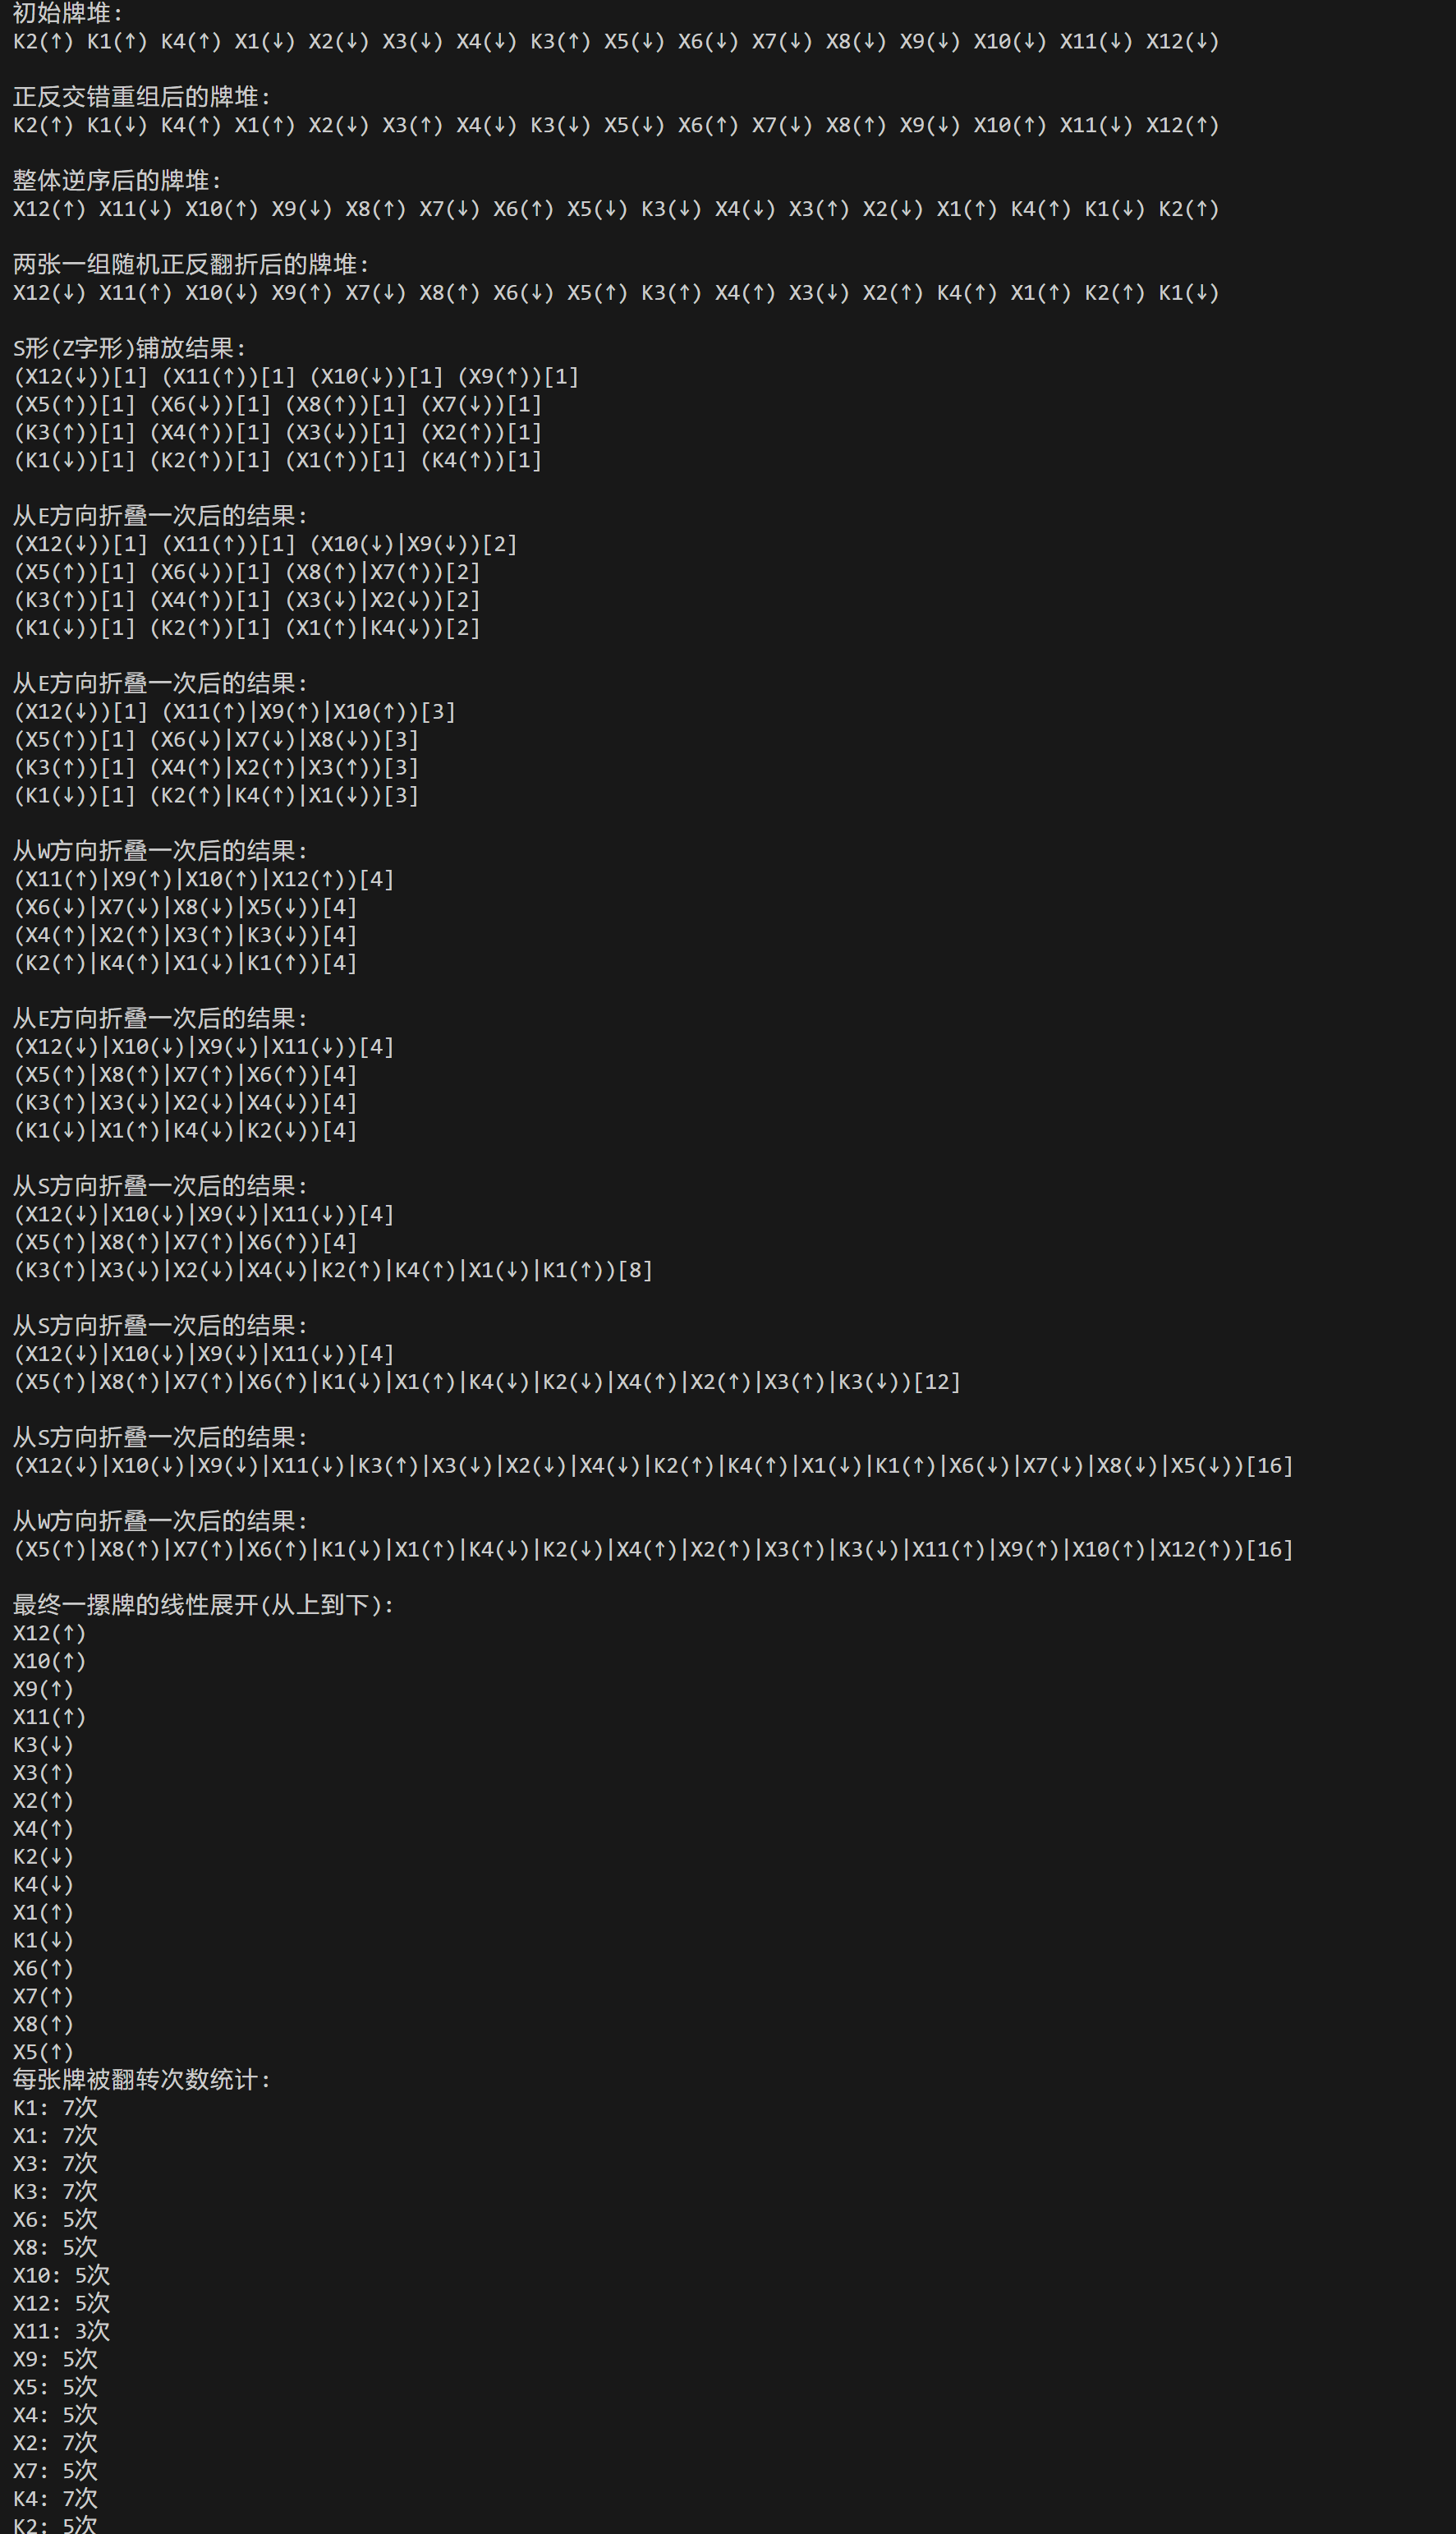 初始牌堆:
K2(↑) K1(↑) K4(↑) X1(↓) X2(↓) X3(↓) X4(↓) K3(↑) X5(↓) X6(↓) X7(↓) X8(↓) X9(↓) X10(↓) X11(↓) X12(↓)
正反交错重组后的牌堆:
K2(↑) K1(↓) K4(↑) X1(↑) X2(↓) X3(↑) X4(↓) K3(↓) X5(↓) X6(↑) X7(↓) X8(↑) X9(↓) X10(↑) X11(↓) X12(↑)
整体逆序后的牌堆:
X12(↑) X11(↓) X10(↑) X9(↓) X8(↑) X7(↓) X6(↑) X5(↓) K3(↓) X4(↓) X3(↑) X2(↓) X1(↑) K4(↑) K1(↓) K2(↑)
两张一组随机正反翻折后的牌堆:
X12(↓) X11(↑) X10(↓) X9(↑) X7(↓) X8(↑) X6(↓) X5(↑) K3(↑) X4(↑) X3(↓) X2(↑) K4(↑) X1(↑) K2(↑) K1(↓)
S形(Z字形)铺放结果:
(X12(↓))[1] (X11(↑))[1] (X10(↓))[1] (X9(↑))[1]
(X5(↑))[1] (X6(↓))[1] (X8(↑))[1] (X7(↓))[1]
(K3(↑))[1] (X4(↑))[1] (X3(↓))[1] (X2(↑))[1]
(K1(↓))[1] (K2(↑))[1] (X1(↑))[1] (K4(↑))[1]
从E方向折叠一次后的结果:
(X12(↓))[1] (X11(↑))[1] (X10(↓)|X9(↓))[2]
(X5(↑))[1] (X6(↓))[1] (X8(↑)|X7(↑))[2]
(K3(↑))[1] (X4(↑))[1] (X3(↓)|X2(↓))[2]
(K1(↓))[1] (K2(↑))[1] (X1(↑)|K4(↓))[2]
从E方向折叠一次后的结果:
(X12(↓))[1] (X11(↑)|X9(↑)|X10(↑))[3]
(X5(↑))[1] (X6(↓)|X7(↓)|X8(↓))[3]
(K3(↑))[1] (X4(↑)|X2(↑)|X3(↑))[3]
(K1(↓))[1] (K2(↑)|K4(↑)|X1(↓))[3]
从W方向折叠一次后的结果:
(X11(↑)|X9(↑)|X10(↑)|X12(↑))[4]
(X6(↓)|X7(↓)|X8(↓)|X5(↓))[4]
(X4(↑)|X2(↑)|X3(↑)|K3(↓))[4]
(K2(↑)|K4(↑)|X1(↓)|K1(↑))[4]
从E方向折叠一次后的结果:
(X12(↓)|X10(↓)|X9(↓)|X11(↓))[4]
(X5(↑)|X8(↑)|X7(↑)|X6(↑))[4]
(K3(↑)|X3(↓)|X2(↓)|X4(↓))[4]
(K1(↓)|X1(↑)|K4(↓)|K2(↓))[4]
从S方向折叠一次后的结果:
(X12(↓)|X10(↓)|X9(↓)|X11(↓))[4]
(X5(↑)|X8(↑)|X7(↑)|X6(↑))[4]
(K3(↑)|X3(↓)|X2(↓)|X4(↓)|K2(↑)|K4(↑)|X1(↓)|K1(↑))[8]
从S方向折叠一次后的结果:
(X12(↓)|X10(↓)|X9(↓)|X11(↓))[4]
(X5(↑)|X8(↑)|X7(↑)|X6(↑)|K1(↓)|X1(↑)|K4(↓)|K2(↓)|X4(↑)|X2(↑)|X3(↑)|K3(↓))[12]
从S方向折叠一次后的结果:
(X12(↓)|X10(↓)|X9(↓)|X11(↓)|K3(↑)|X3(↓)|X2(↓)|X4(↓)|K2(↑)|K4(↑)|X1(↓)|K1(↑)|X6(↓)|X7(↓)|X8(↓)|X5(↓))[16]
从W方向折叠一次后的结果:
(X5(↑)|X8(↑)|X7(↑)|X6(↑)|K1(↓)|X1(↑)|K4(↓)|K2(↓)|X4(↑)|X2(↑)|X3(↑)|K3(↓)|X11(↑)|X9(↑)|X10(↑)|X12(↑))[16]
最终一摞牌的线性展开(从上到下):
X12(↑)
X10(↑)
X9(↑)
X11(↑)
K3(↓)
X3(↑)
X2(↑)
X4(↑)
K2(↓)
K4(↓)
X1(↑)
K1(↓)
X6(↑)
X7(↑)
X8(↑)
X5(↑)
每张牌被翻转次数统计:
K1: 7次
X1: 7次
X3: 7次
K3: 7次
X6: 5次
X8: 5次
X10: 5次
X12: 5次
X11: 3次
X9: 5次
X5: 5次
X4: 5次
X2: 7次
X7: 5次
K4: 7次
K2: 5次